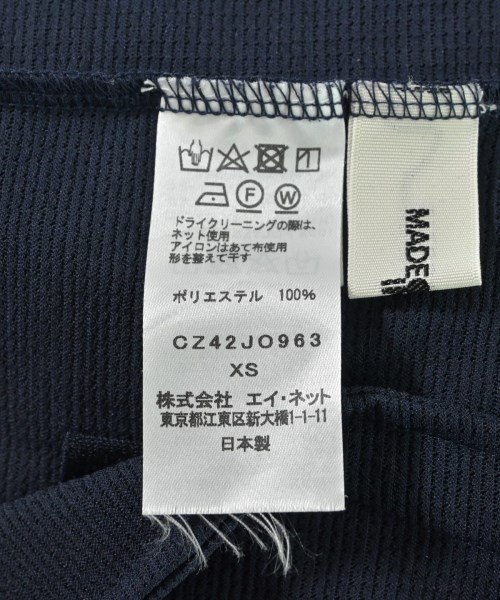 F W
ドライクリーニングの際は、
ネット使用
アイロンはあて布使用
形を整えて干す
ポリエステル 100%
CZ42JO963
XS
株式会社 エイ・ネット
東京都江東区新大橋1-1-11
日本製
MADE